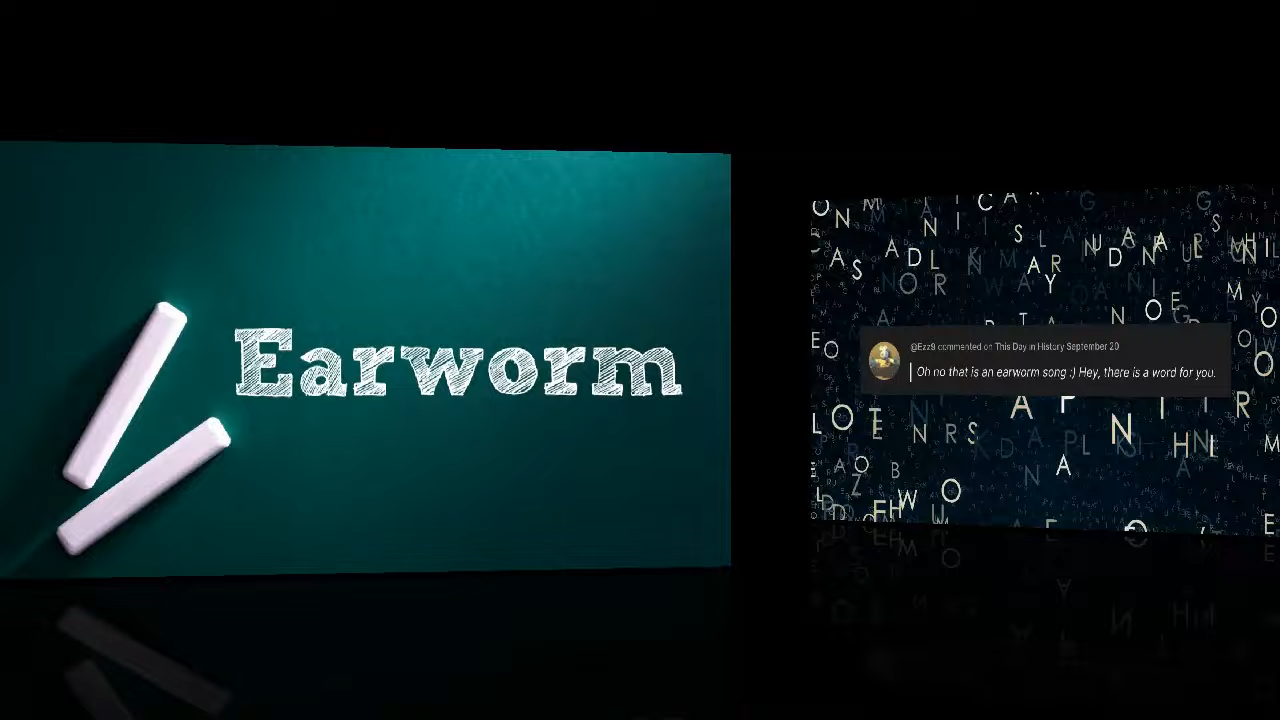 Earworm
@Ezz9 commented on This Day in History September 20
Oh no that is an earworm song :) Hey, there is a word for you.